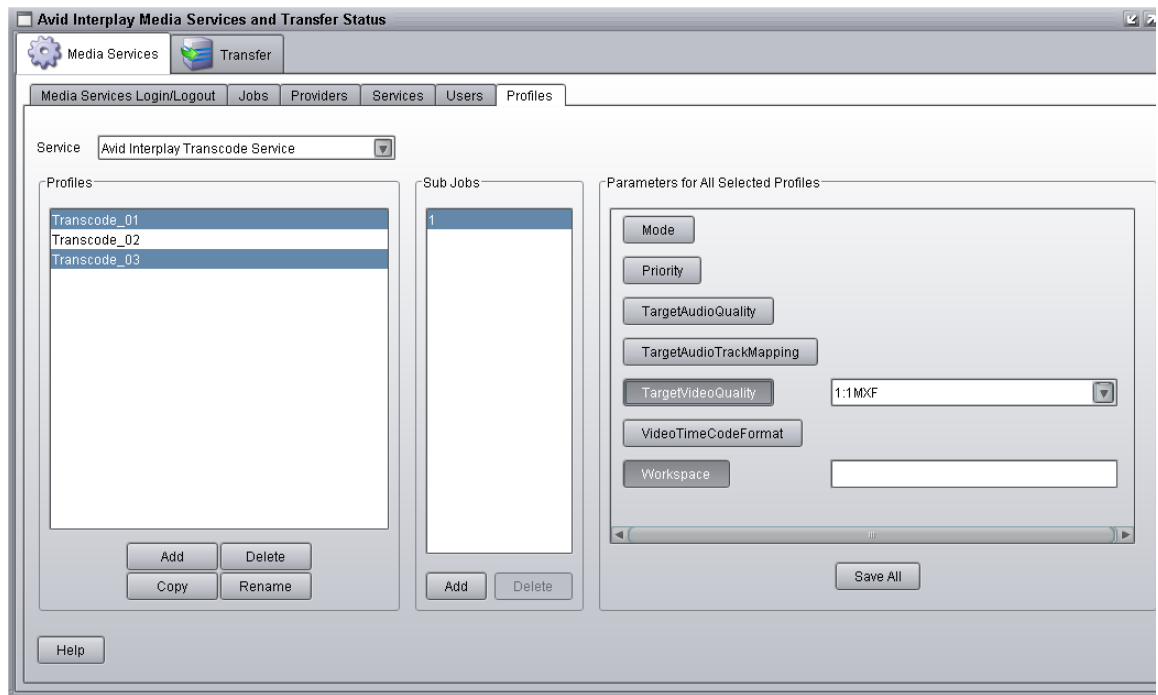 Avid Interplay Media Services and Transfer Status
Media Services
Transfer
Media Services Login/Logout
Jobs
Providers
Services
Users
Profiles
Service
Avid Interplay Transcode Service
Profiles
Transcode_01
Transcode_02
Transcode_03
Add
Delete
Copy
Rename
Sub Jobs
1
Add
Delete
Parameters for All Selected Profiles
Mode
Priority
TargetAudioQuality
TargetAudioTrackMapping
TargetVideoQuality
1:1MXF
VideoTimeCodeFormat
Workspace
Save All
Help